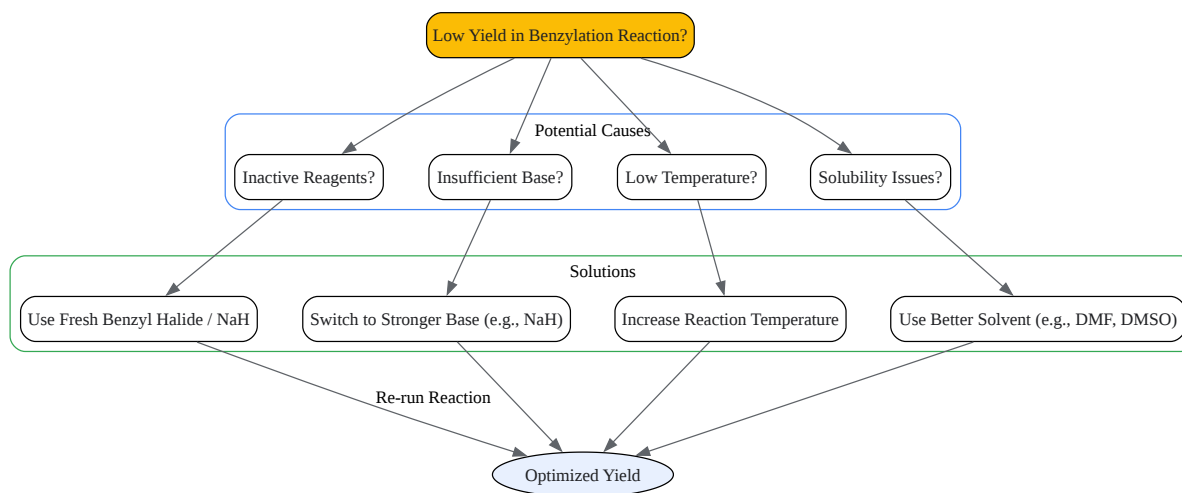 Low Yield in Benzylation Reaction?
Potential Causes
Inactive Reagents?
Insufficient Base?
Low Temperature?
Solubility Issues?
Solutions
Use Fresh Benzyl Halide / NaH
Switch to Stronger Base (e.g., NaH)
Increase Reaction Temperature
Use Better Solvent (e.g., DMF, DMSO)
Re-run Reaction
Optimized Yield